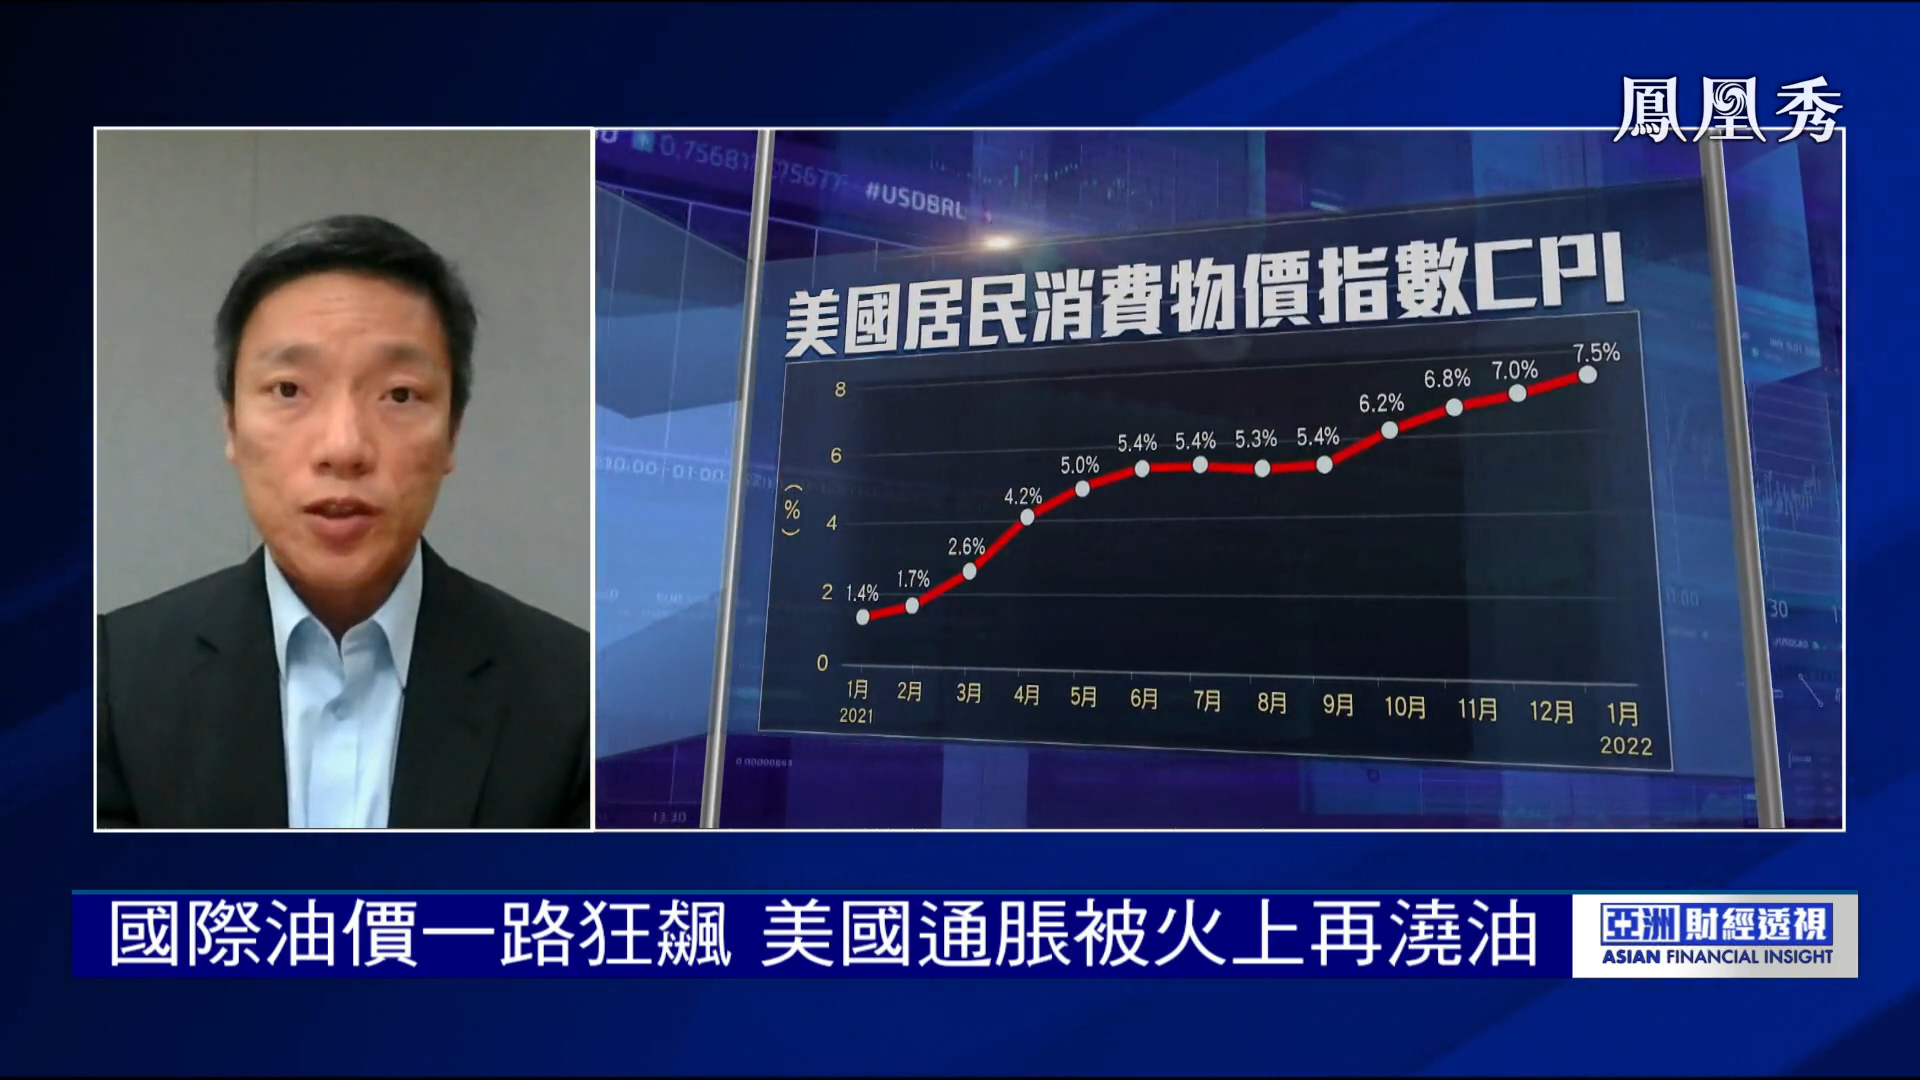 鳳凰秀
#USDBRL
美國居民消費物價指數CPI
8
6
4
2
0
(%)
1.4%
1.7%
2.6%
4.2%
5.0%
5.4%
5.4%
5.3%
5.4%
6.2%
6.8%
7.0%
7.5%
1月 2月 3月 4月 5月 6月 7月 8月 9月 10月 11月 12月 1月
2021 2022
國際油價一路狂飆 美國通脹被火上再澆油
亞洲財經透視
ASIAN FINANCIAL INSIGHT